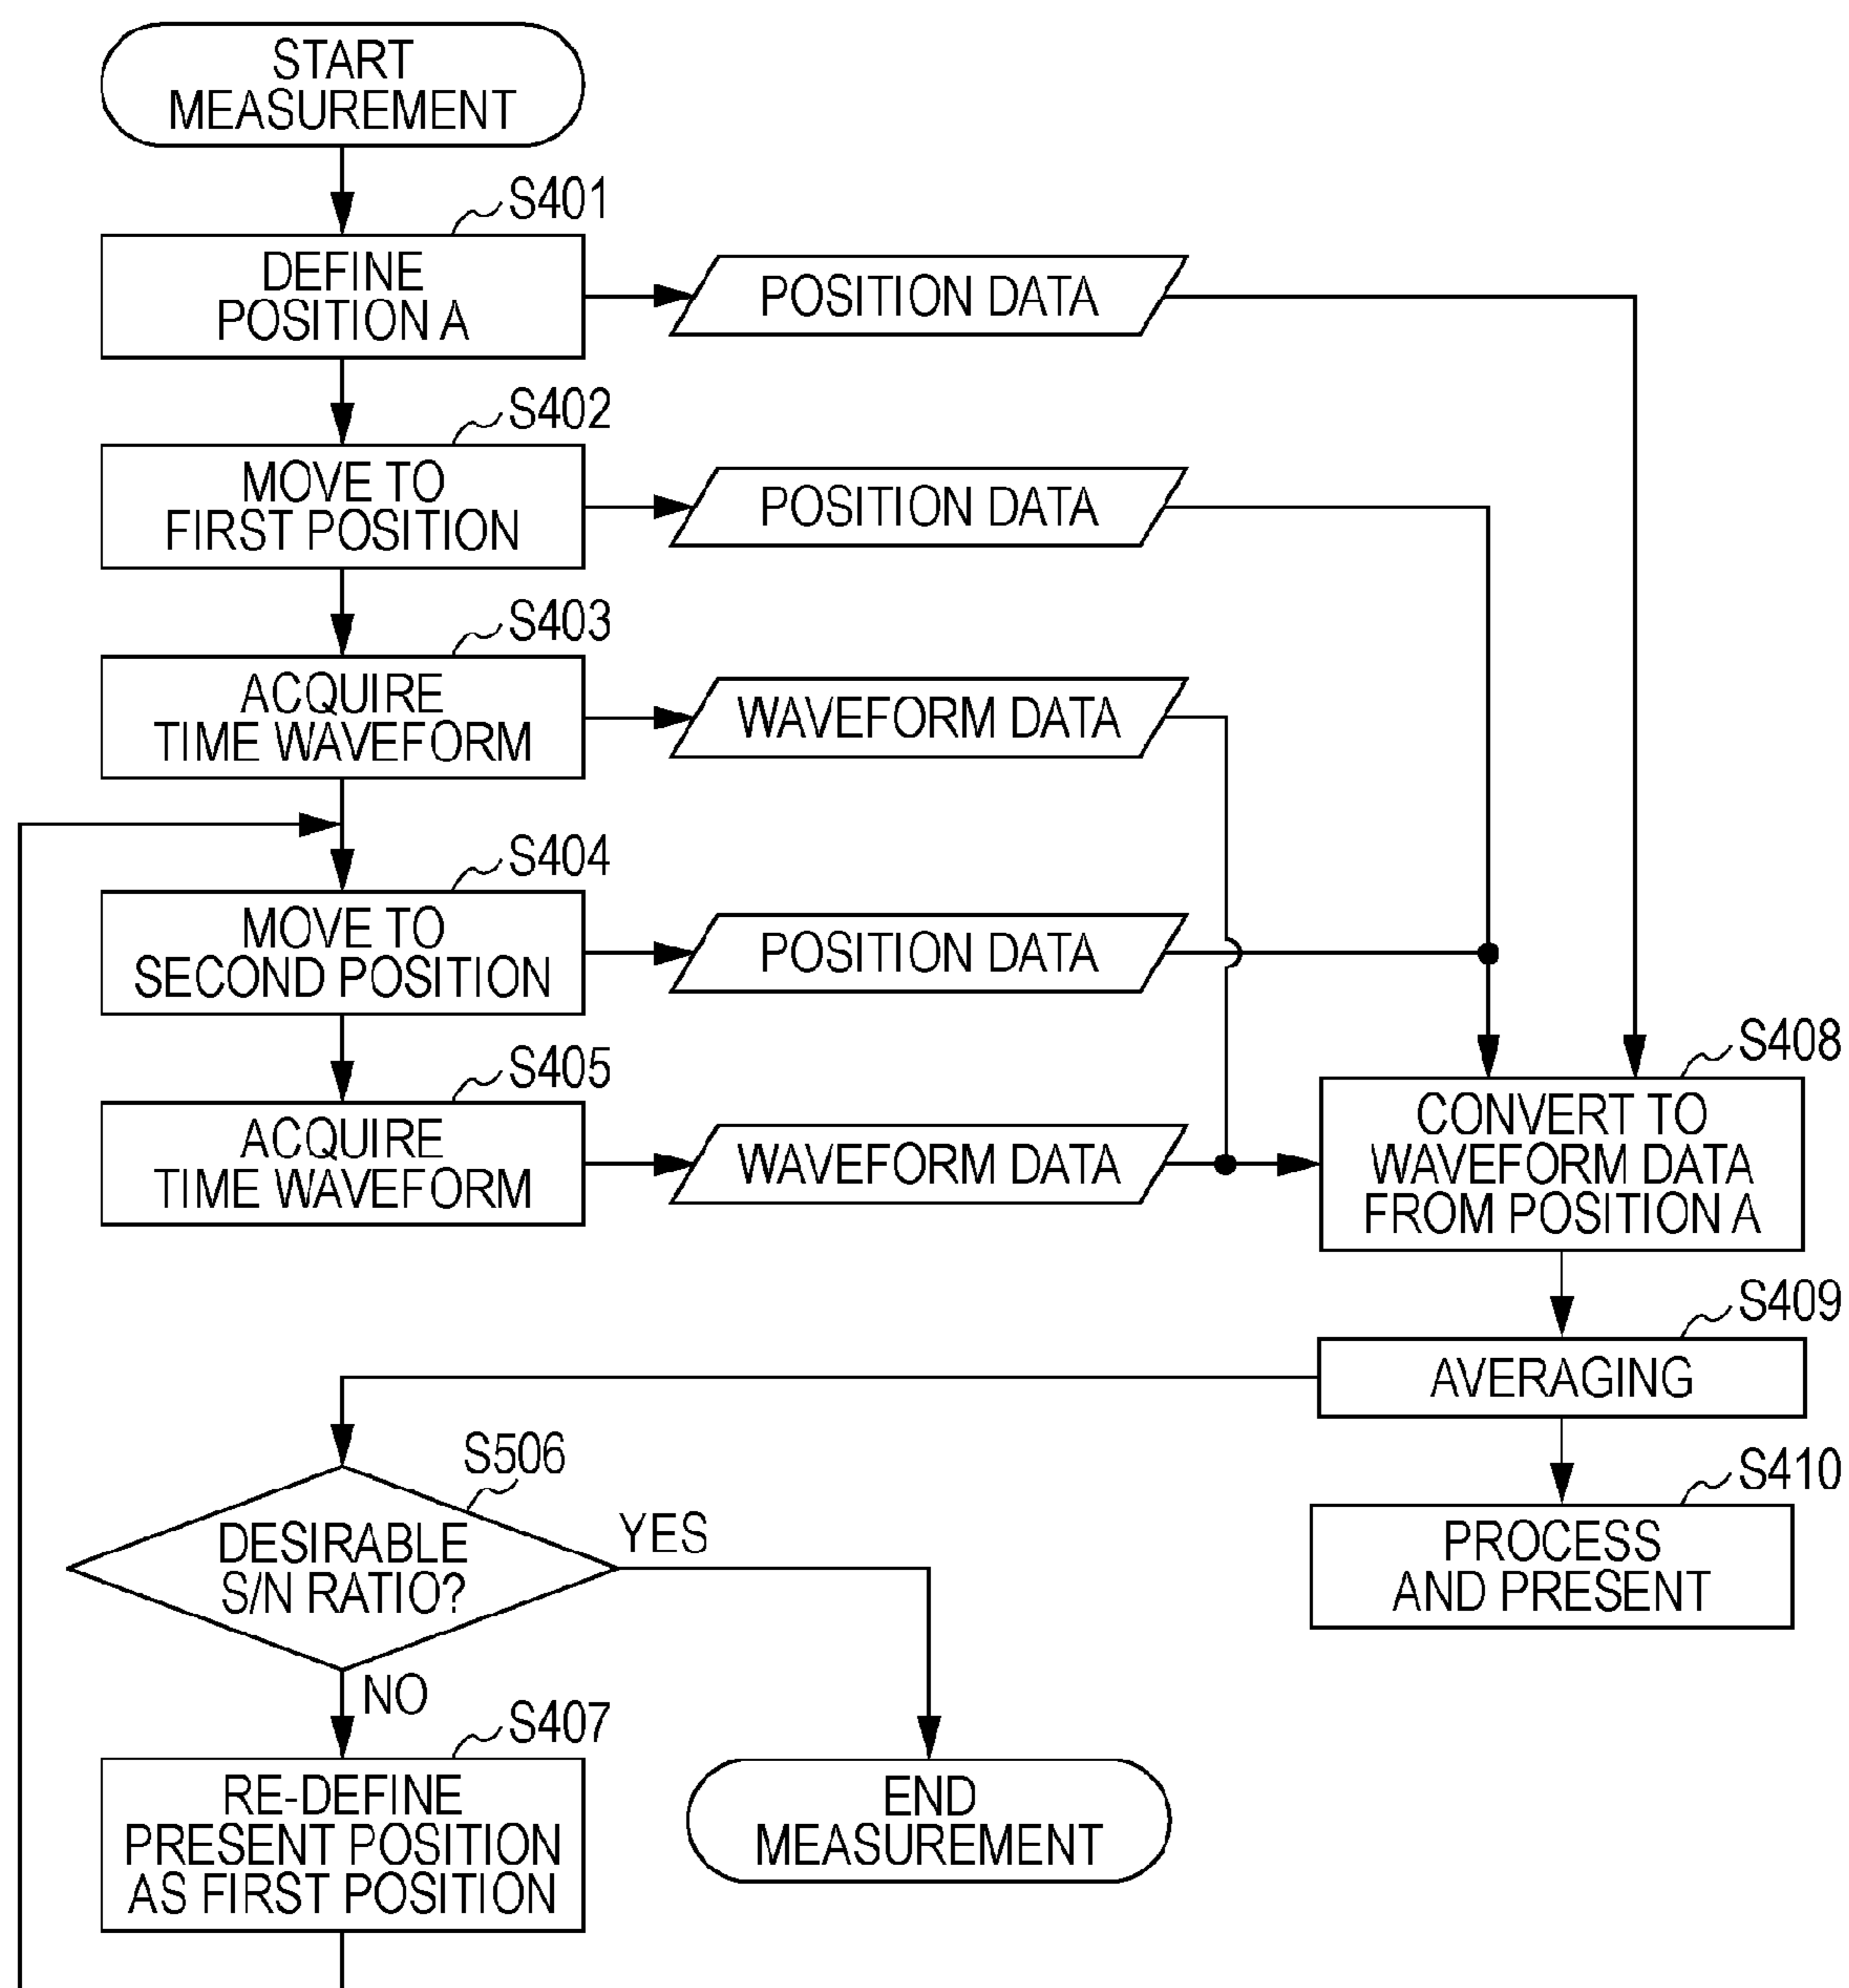 START
MEASUREMENT
S401
DEFINE
POSITION A
POSITION DATA
S402
MOVE TO
FIRST POSITION
POSITION DATA
S403
ACQUIRE
TIME WAVEFORM
WAVEFORM DATA
S404
MOVE TO
SECOND POSITION
POSITION DATA
S405
ACQUIRE
TIME WAVEFORM
WAVEFORM DATA
S408
CONVERT TO
WAVEFORM DATA
FROM POSITION A
S409
AVERAGING
S506
DESIRABLE
S/N RATIO?
YES
NO
S410
PROCESS
AND PRESENT
S407
RE-DEFINE
PRESENT POSITION
AS FIRST POSITION
END
MEASUREMENT